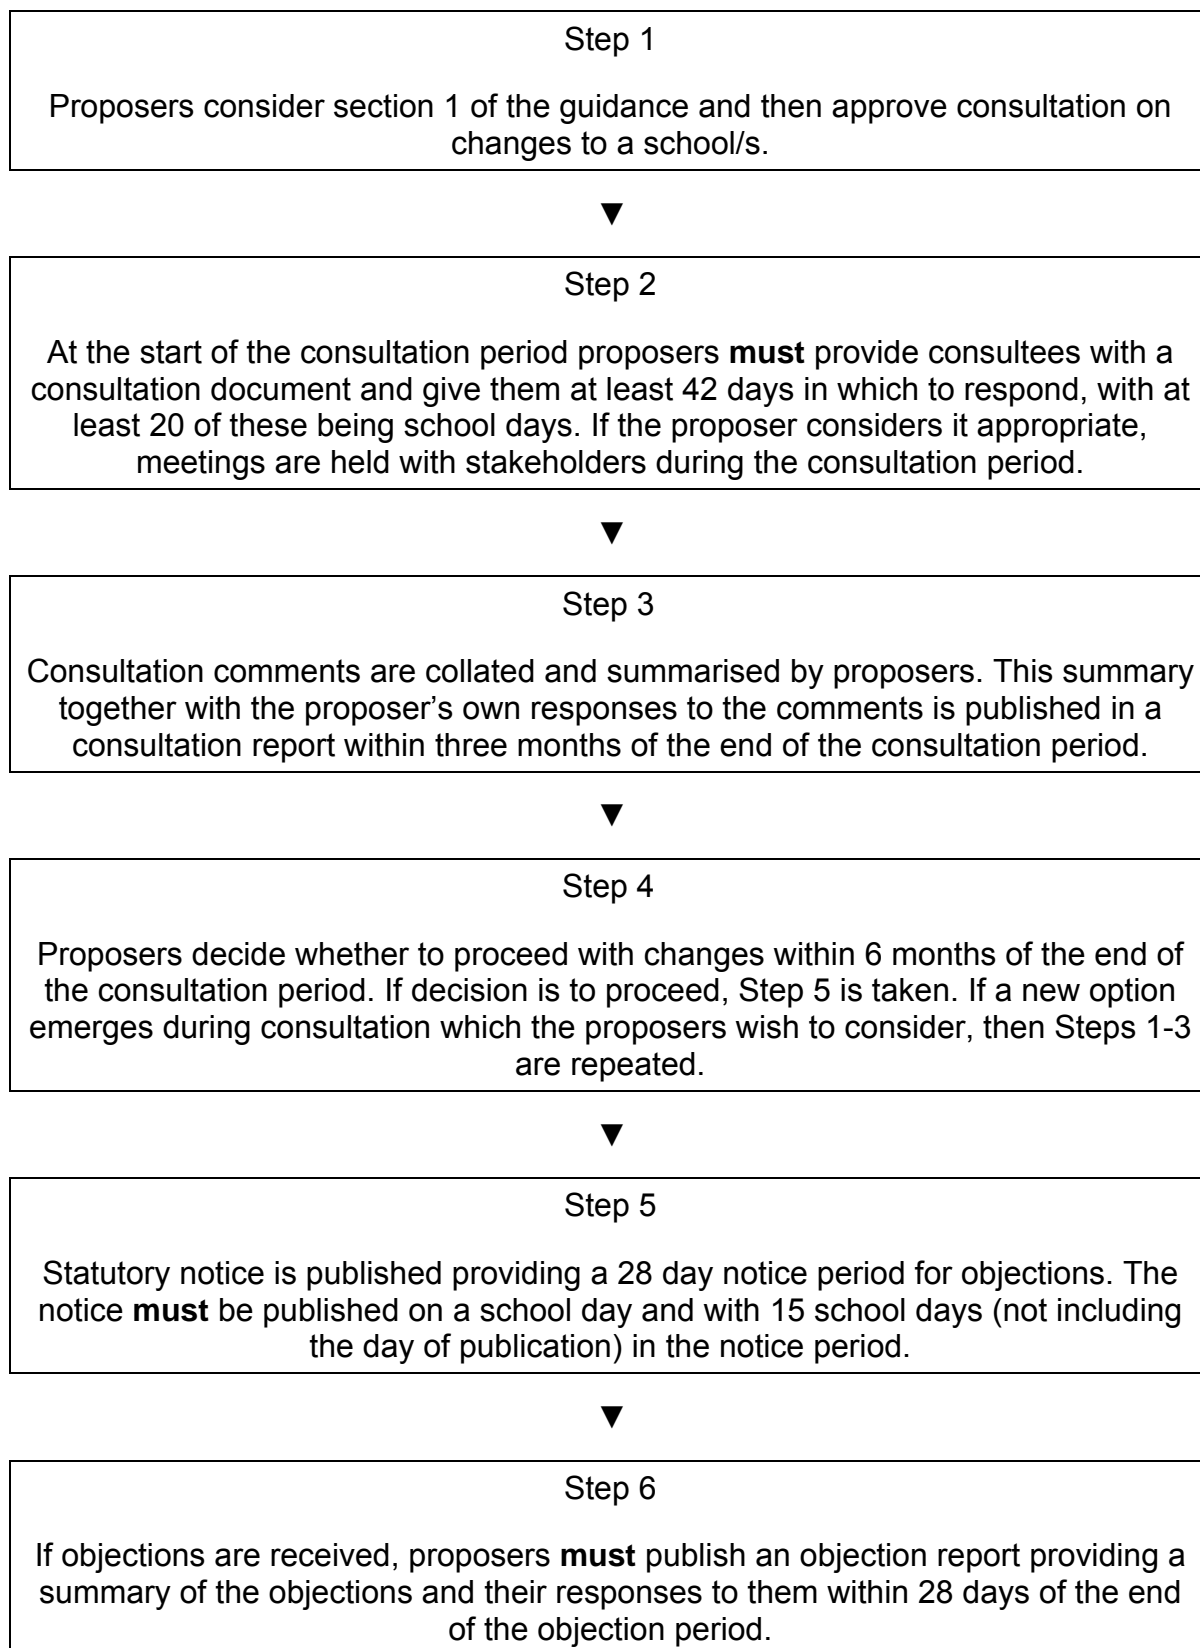 Step 1
Proposers consider section 1 of the guidance and then approve consultation on
changes to a school/s.
▼
Step 2
At the start of the consultation period proposers must provide consultees with a
consultation document and give them at least 42 days in which to respond, with at
least 20 of these being school days. If the proposer considers it appropriate,
meetings are held with stakeholders during the consultation period.
▼
Step 3
Consultation comments are collated and summarised by proposers. This summary
together with the proposer’s own responses to the comments is published in a
consultation report within three months of the end of the consultation period.
▼
Step 4
Proposers decide whether to proceed with changes within 6 months of the end of
the consultation period. If decision is to proceed, Step 5 is taken. If a new option
emerges during consultation which the proposers wish to consider, then Steps 1-3
are repeated.
▼
Step 5
Statutory notice is published providing a 28 day notice period for objections. The
notice must be published on a school day and with 15 school days (not including
the day of publication) in the notice period.
▼
Step 6
If objections are received, proposers must publish an objection report providing a
summary of the objections and their responses to them within 28 days of the end
of the objection period.